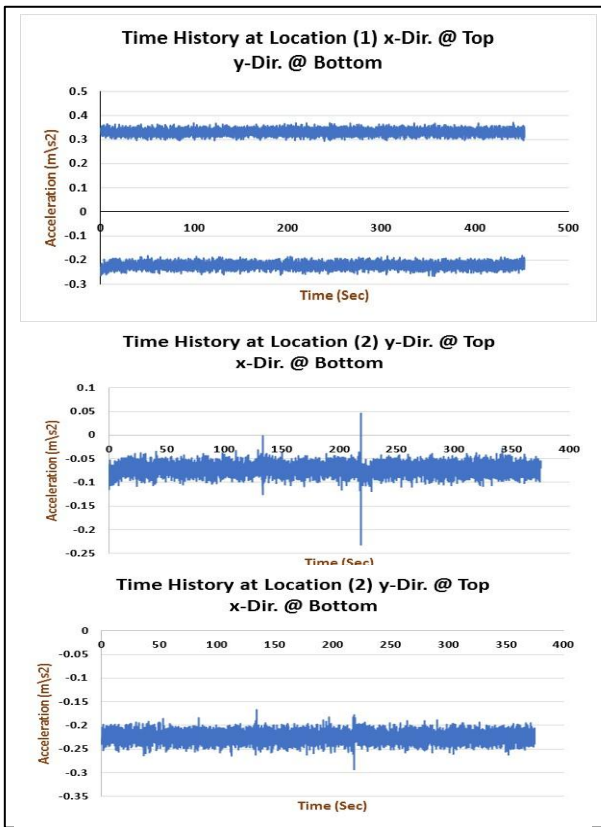 Time History at Location (1) x-Dir. @ Top
y-Dir. @ Bottom
0.5
0.4
0.3
0.2
0.1
0
-0.1
-0.2
-0.3
0 100 200 300 400 500
Acceleration (m\s2)
Time (Sec)
Time History at Location (2) y-Dir. @ Top
x-Dir. @ Bottom
0.1
0.05
0
-0.05
-0.1
-0.15
-0.2
-0.25
0 50 100 150 200 250 300 350 400
Acceleration (m\s2)
Time (Sec)
Time History at Location (2) y-Dir. @ Top
x-Dir. @ Bottom
0
-0.05
-0.1
-0.15
-0.2
-0.25
-0.3
-0.35
0 50 100 150 200 250 300 350 400
Acceleration (m\s2)
Time (Sec)